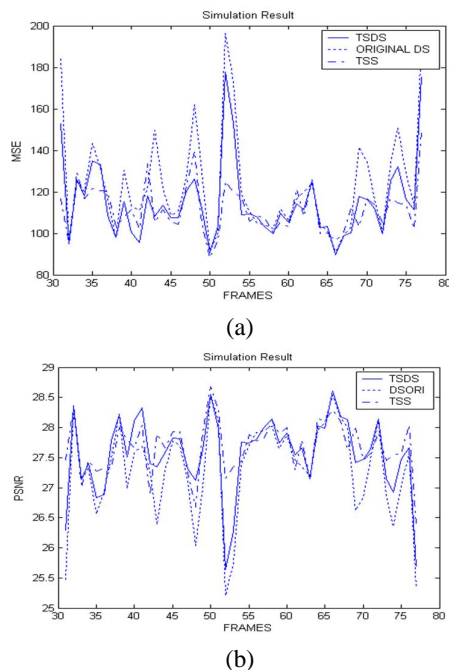 Simulation Result
200
180
160
140
120
100
80
MSE
TSDS
ORIGINAL DS
TSS
30 35 40 45 50 55 60 65 70 75 80
FRAMES
(a)
Simulation Result
29
28.5
28
27.5
27
26.5
26
25.5
25
PSNR
TSDS
DSORI
TSS
30 35 40 45 50 55 60 65 70 75 80
FRAMES
(b)